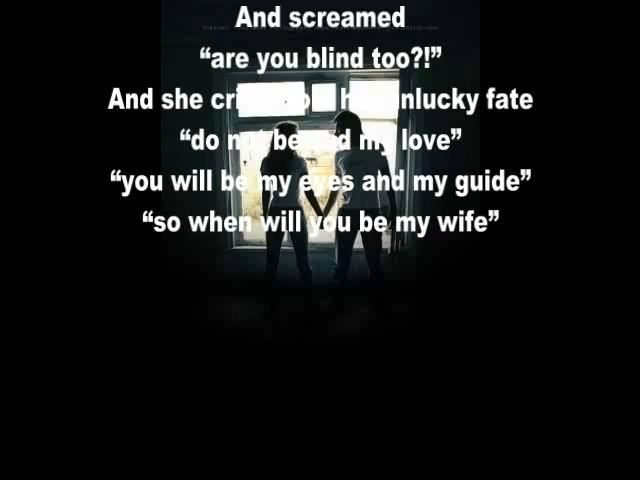 And screamed
“are you blind too?!”
And she cried on her unlucky fate
“do not be sad my love”
“you will be my eyes and my guide”
“so when will you be my wife”